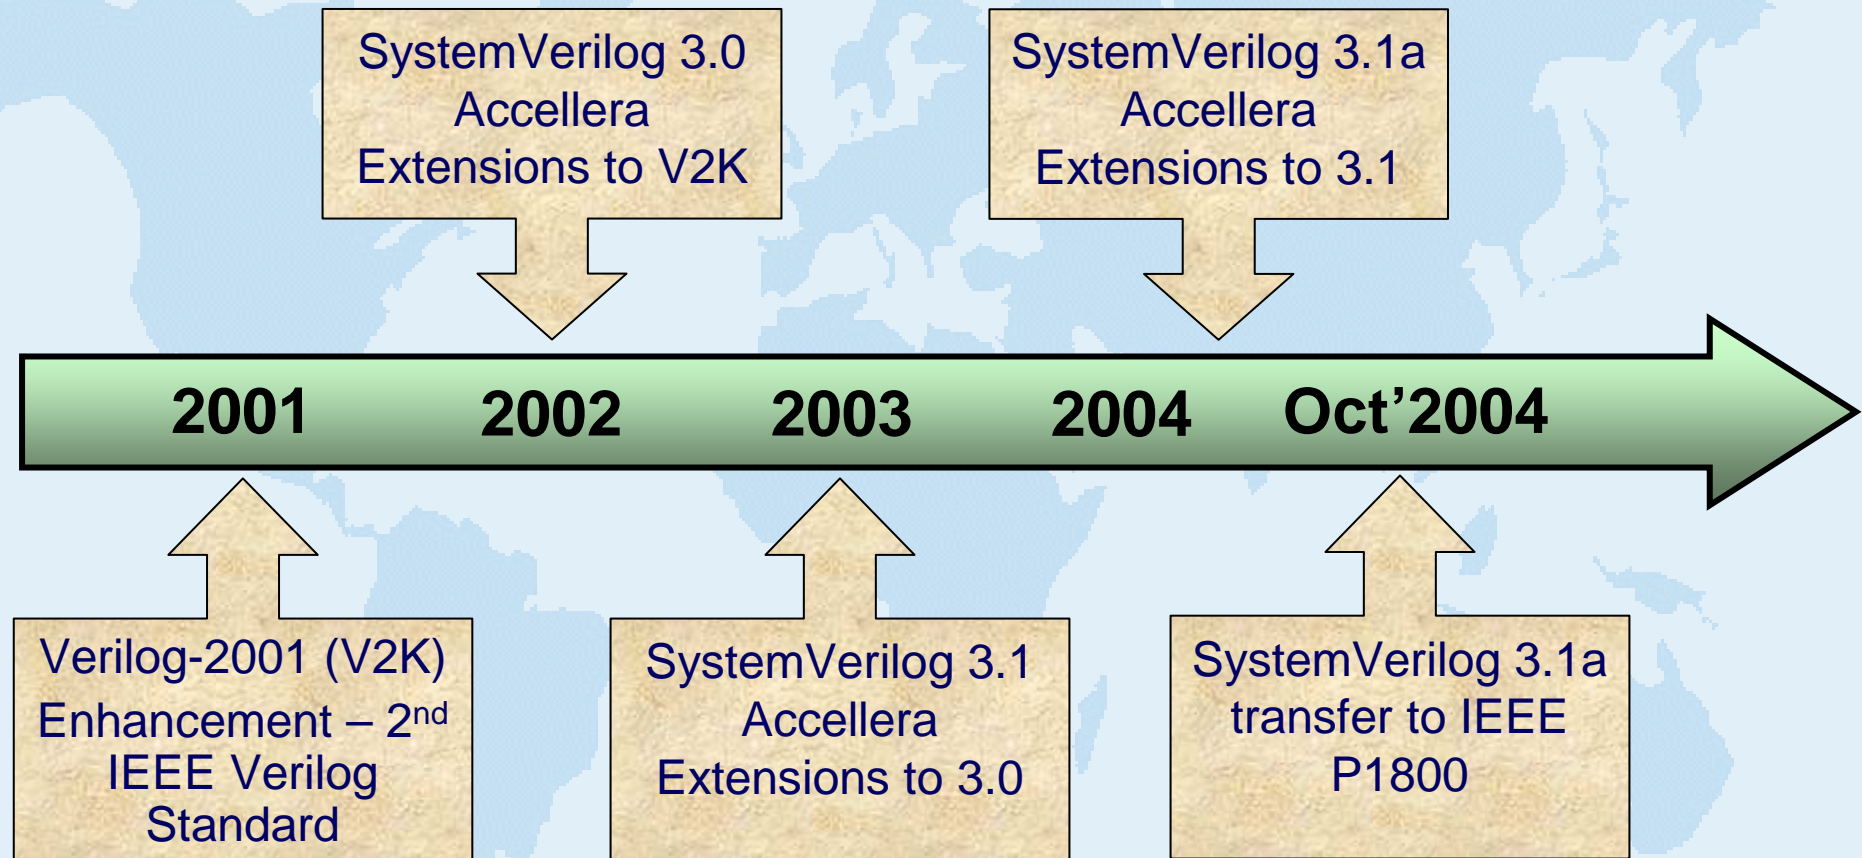 SystemVerilog 3.0
Accellera
Extensions to V2K
SystemVerilog 3.1a
Accellera
Extensions to 3.1
2001 2002 2003 2004 Oct’2004
Verilog-2001 (V2K)
Enhancement – 2nd
IEEE Verilog
Standard
SystemVerilog 3.1
Accellera
Extensions to 3.0
SystemVerilog 3.1a
transfer to IEEE
P1800